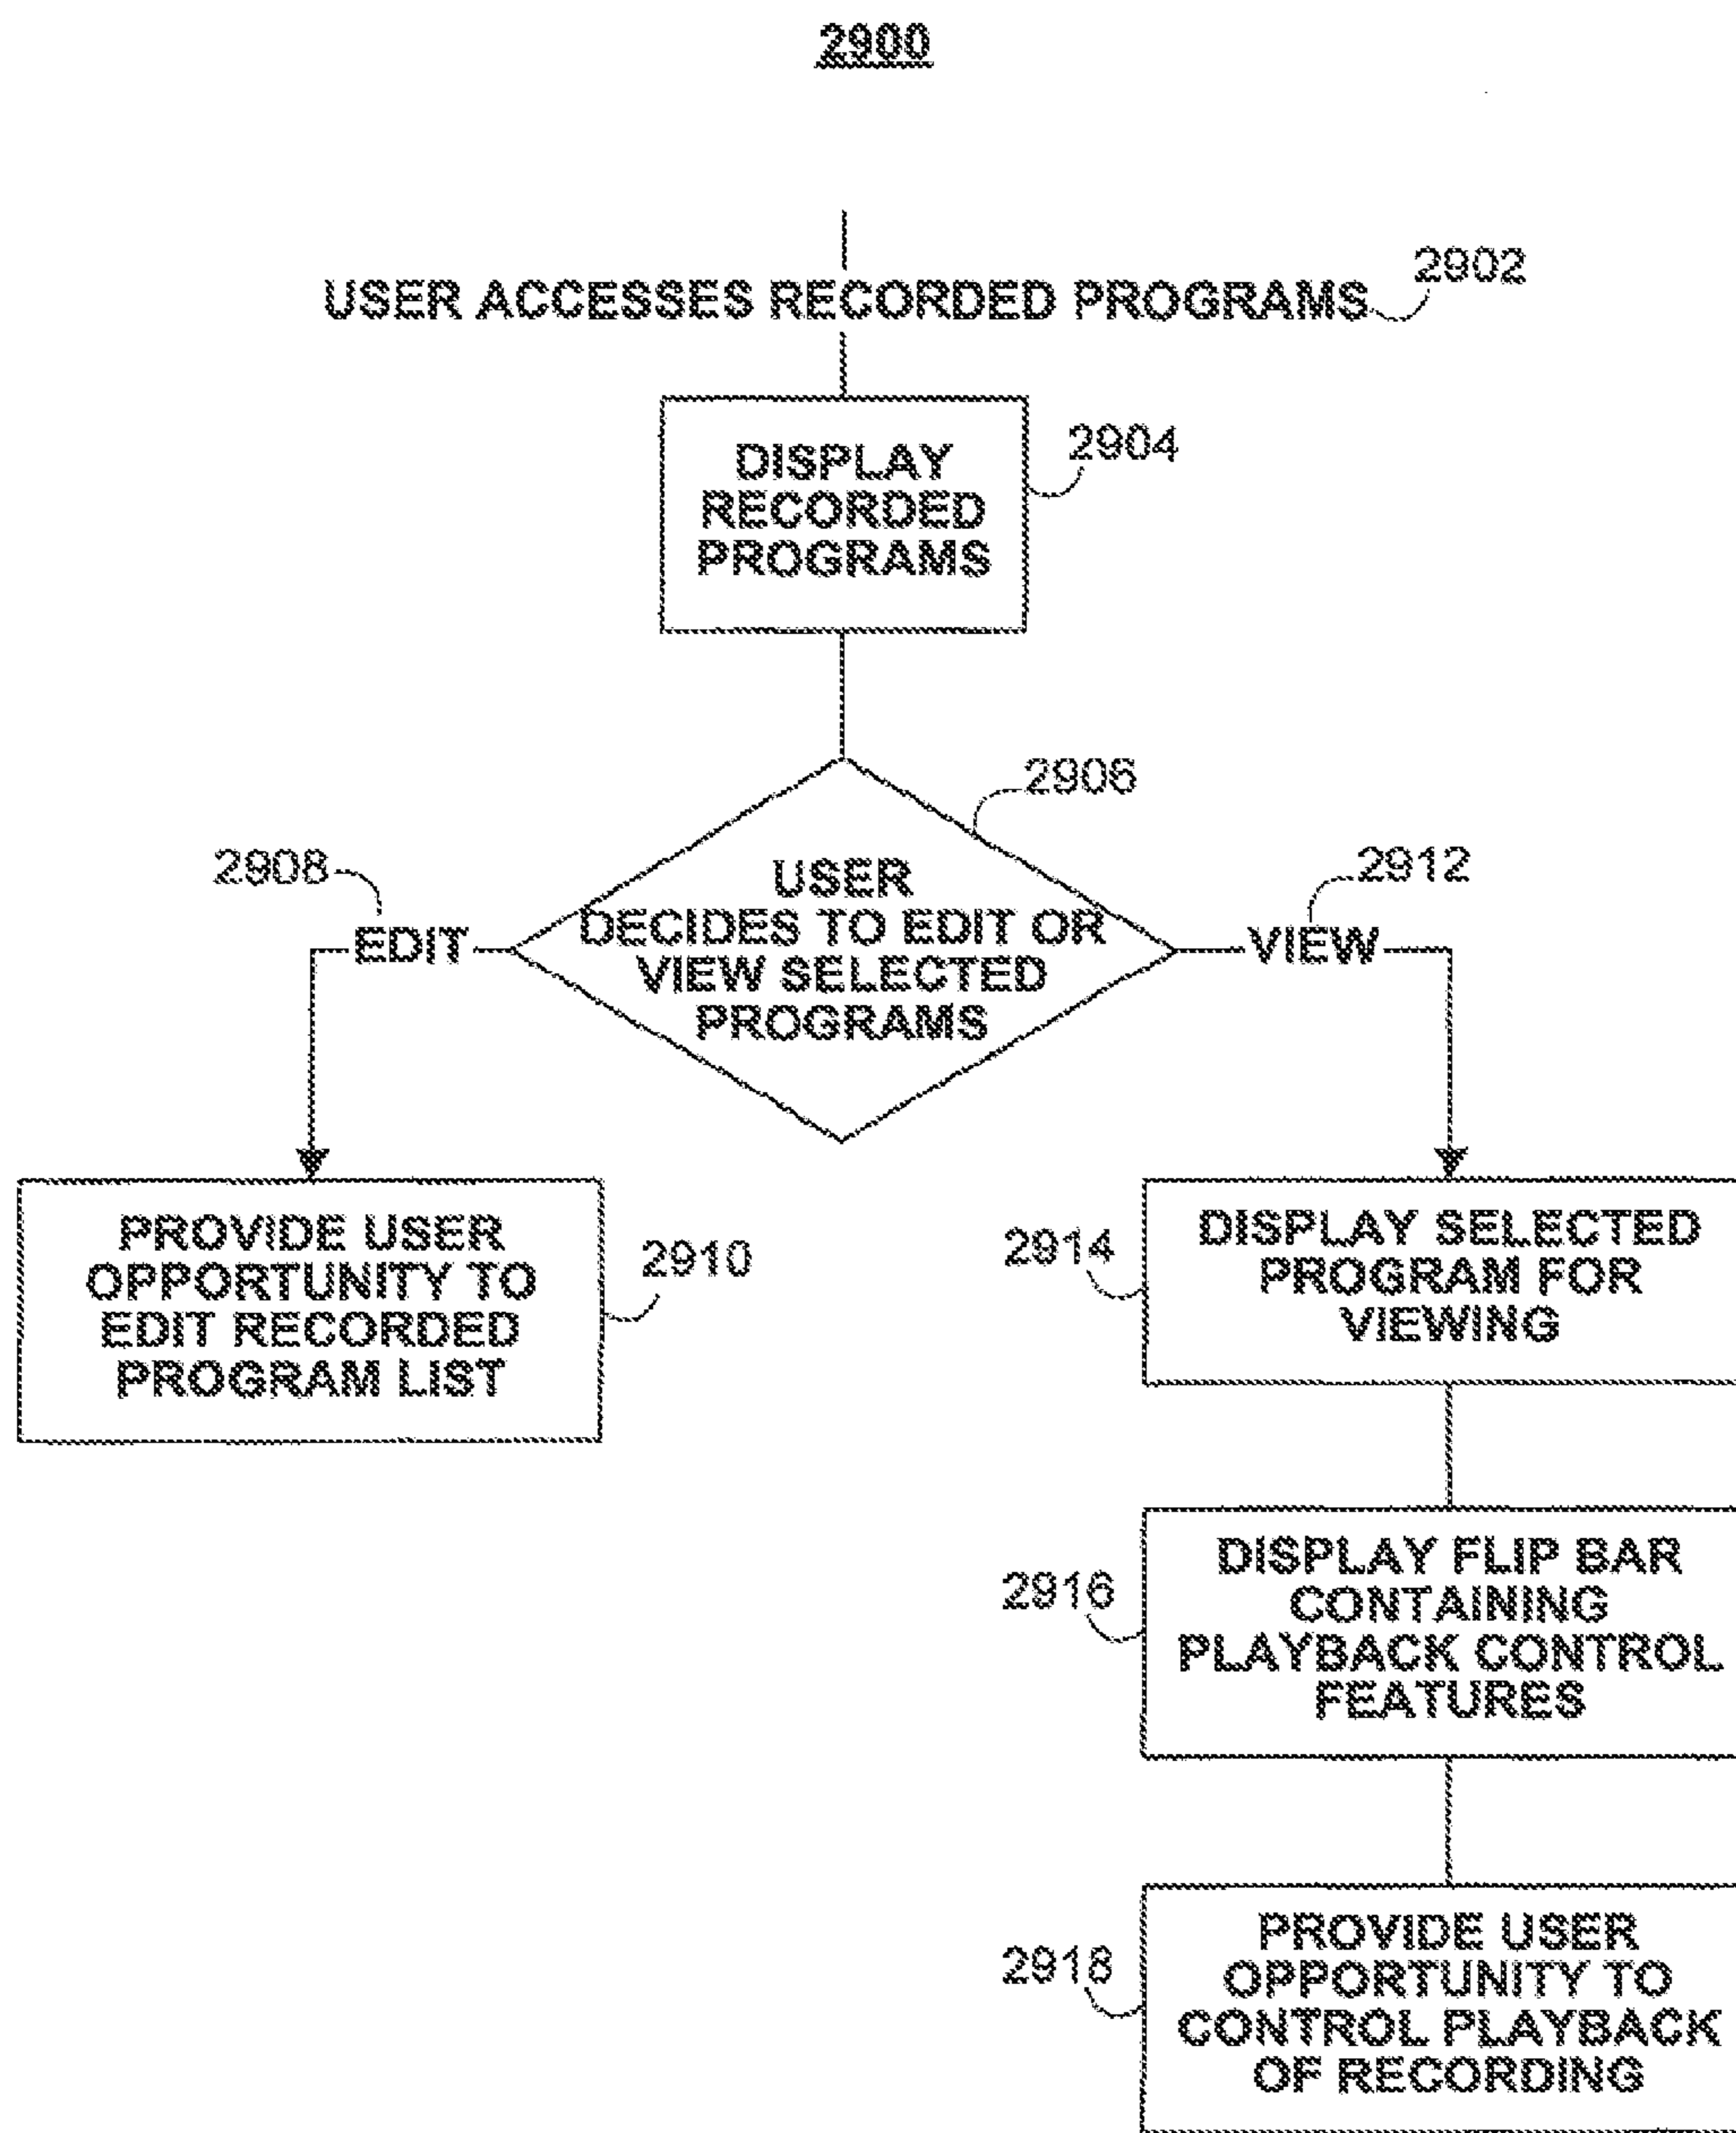 2900
USER ACCESSES RECORDED PROGRAMS
2902
DISPLAY
RECORDED
PROGRAMS
2904
2906
USER
DECIDES TO EDIT OR
VIEW SELECTED
PROGRAMS
2908
EDIT
2912
VIEW
PROVIDE USER
OPPORTUNITY TO
EDIT RECORDED
PROGRAM LIST
2910
2914
DISPLAY SELECTED
PROGRAM FOR
VIEWING
2916
DISPLAY FLIP BAR
CONTAINING
PLAYBACK CONTROL
FEATURES
2918
PROVIDE USER
OPPORTUNITY TO
CONTROL PLAYBACK
OF RECORDING